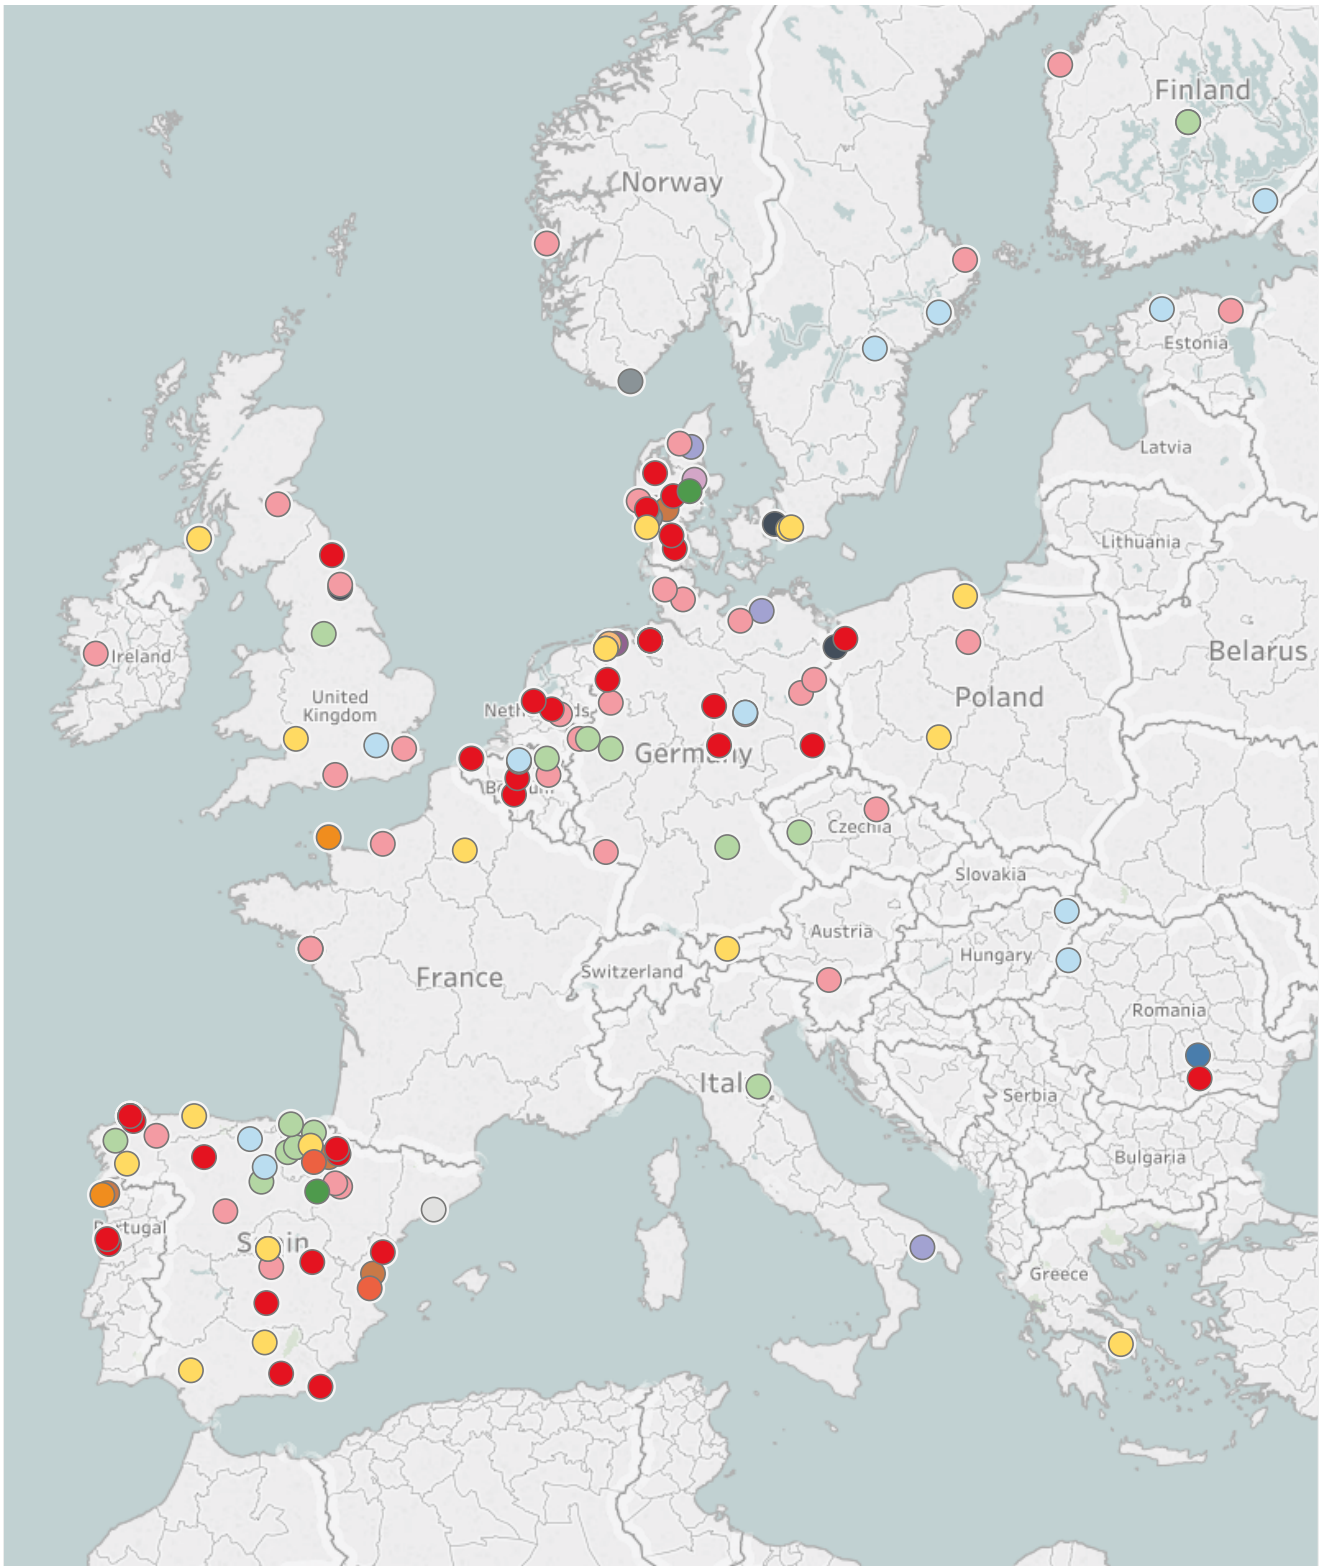 Finland
Norway
Estonia
Latvia
Lithuania
Ireland
United
Kingdom
Belarus
Poland
Germany
Czechia
Slovakia
Austria
Hungary
Switzerland
France
Romania
Ital
Serbia
Bulgaria
Greece